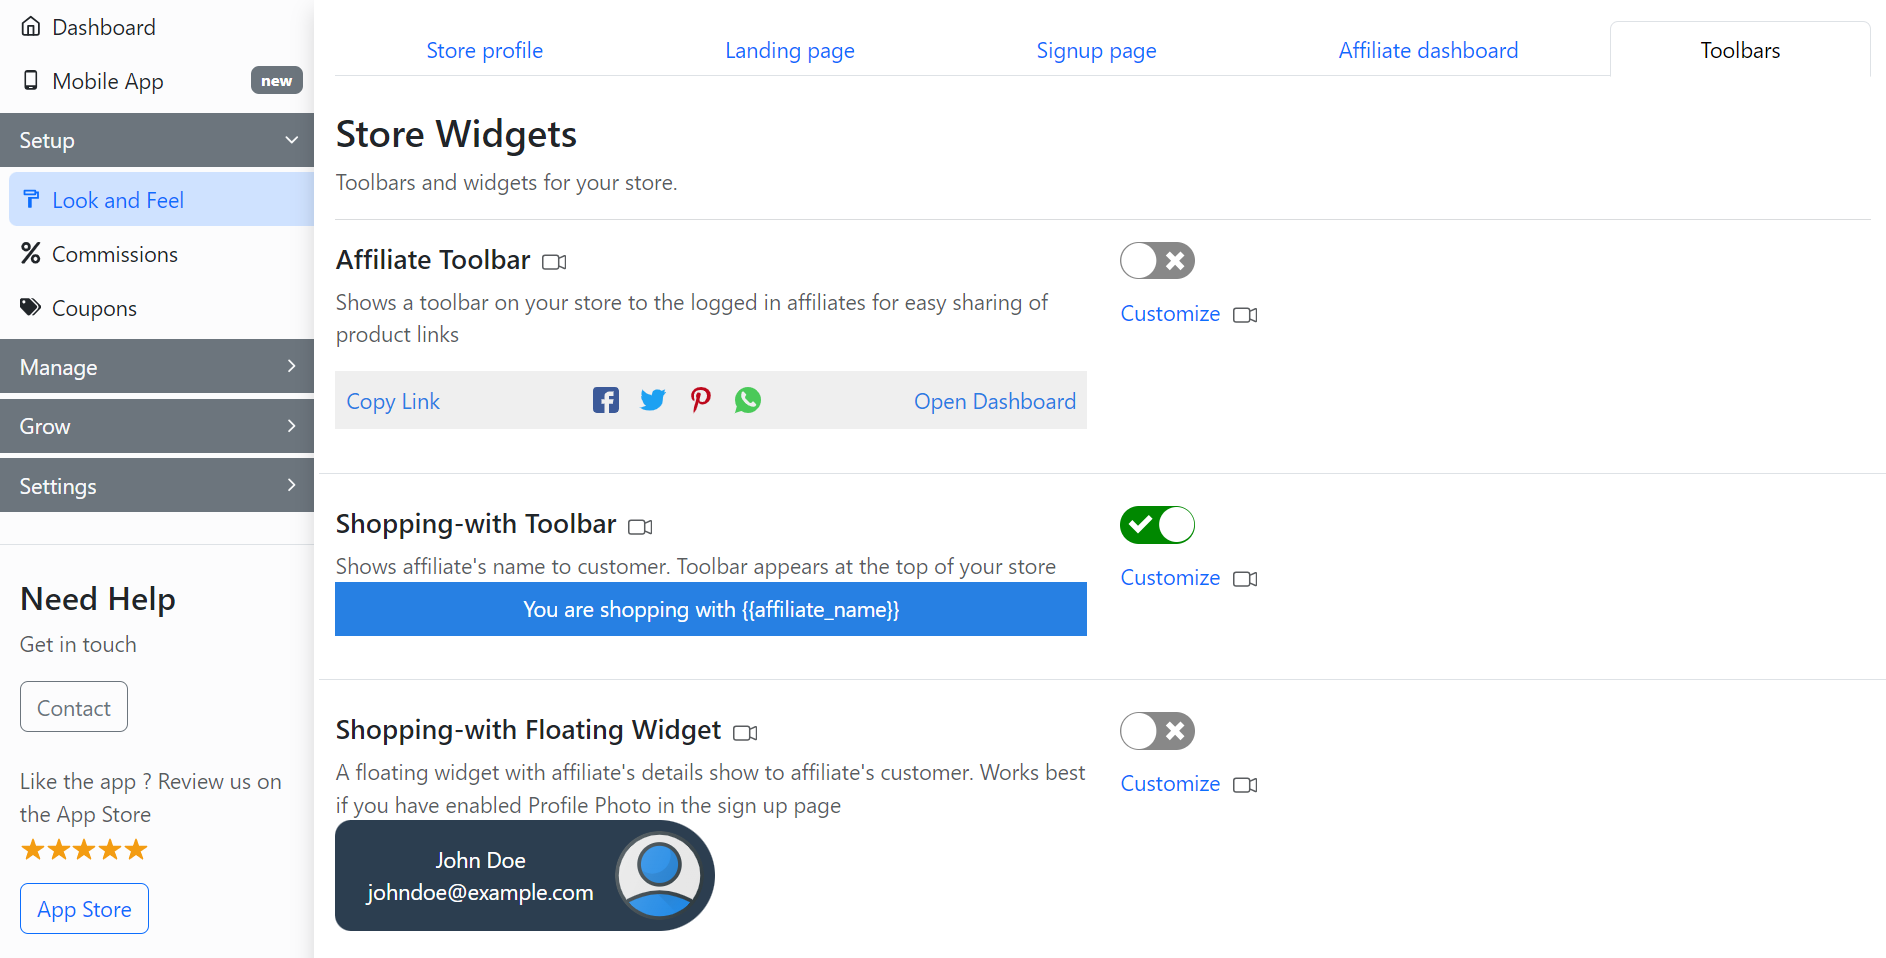 Dashboard
Mobile App
new
Setup
Look and Feel
Commissions
Coupons
Manage
Grow
Settings
Need Help
Get in touch
Contact
Like the app ? Review us on
the App Store
App Store
Store profile
Landing page
Signup page
Affiliate dashboard
Toolbars
Store Widgets
Toolbars and widgets for your store.
Affiliate Toolbar
Shows a toolbar on your store to the logged in affiliates for easy sharing of
product links
Customize
Copy Link
Open Dashboard
Shopping-with Toolbar
Shows affiliate's name to customer. Toolbar appears at the top of your store
Customize
You are shopping with {{affiliate_name}}
Shopping-with Floating Widget
A floating widget with affiliate's details show to affiliate's customer. Works best
if you have enabled Profile Photo in the sign up page
Customize
John Doe
johndoe@example.com